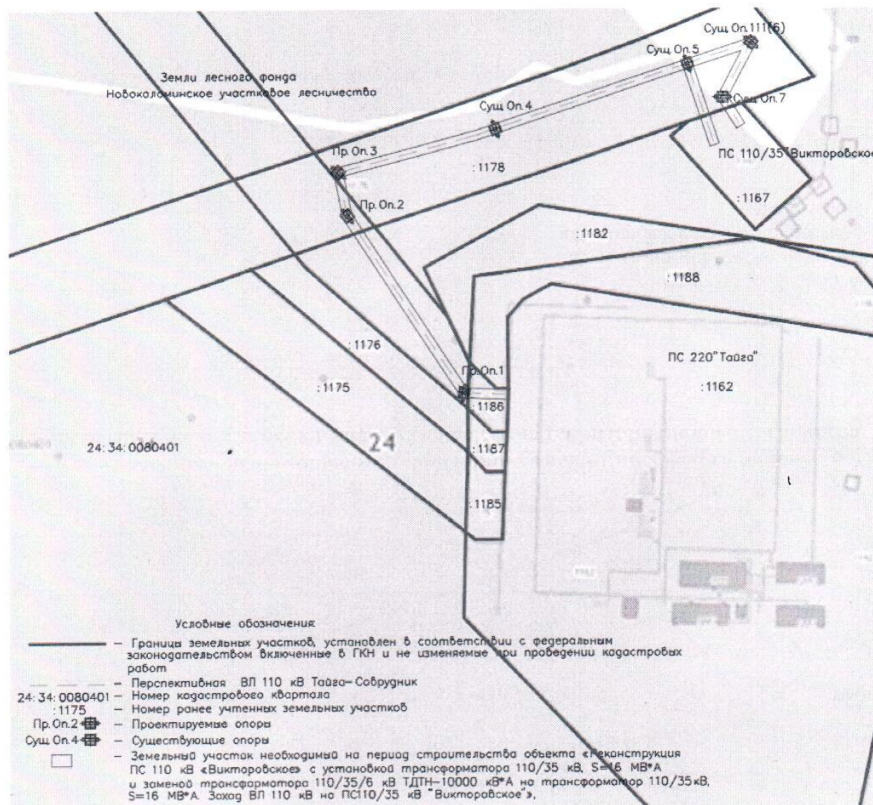 Сущ Оп.111(6)
Сущ Оп.5
Земли лесного фонда
Новокаломинское участковое лесничество
Сущ Оп.7
Сущ Оп.4
ПС 110/35"Викторовское
Пр. Оп.3
:1178
:1167
Пр. Оп.2
:1182
:1188
:1176
ПС 220"Тайга"
:1175
Пр.Оп.1
:1162
:1186
24: 34: 0080401
24
:1187
:1185
Условные обозначения:
– Границы земельных участков, установлен в соответствии с федеральным
законодательством включенные в ГКН и не изменяемые при проведении кадастровых
работ
– Перспективная ВЛ 110 кВ Тайга–Соврудник
24: 34: 0080401 – Номер кадастрового квартала
:1175 – Номер ранее учтенных земельных участков
Пр. Оп.2 – Проектируемые опоры
Сущ Оп.4 – Существующие опоры
– Земельный участок необходимый на период строительства объекта «Реконструкция
ПС 110 кВ «Викторовское» с установкой трансформатора 110/35 кВ, S=16 МВ*А
и заменой трансформатора 110/35/6 кВ ТДТН–10000 кВ*А на трансформатор 110/35кВ,
S=16 МВ*А. Заход ВЛ 110 кВ на ПС110/35 кВ "Викторовское»,